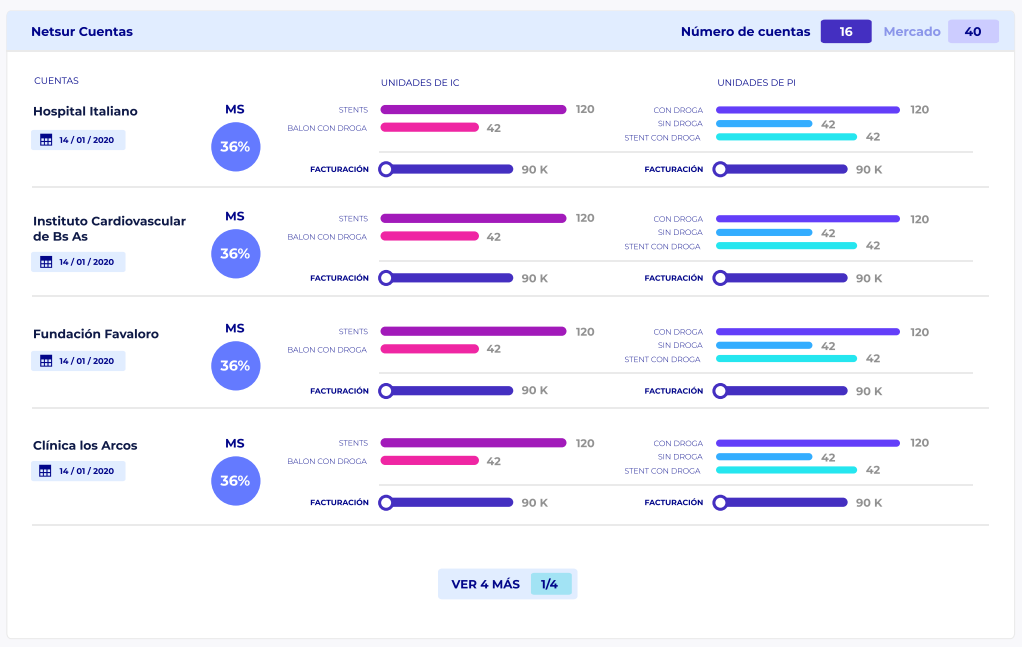 Netsur Cuentas
Número de cuentas 16 Mercado 40
CUENTAS
UNIDADES DE IC
UNIDADES DE PI
Hospital Italiano
14 / 01 / 2020
MS
36%
STENTS 120
BALON CON DROGA 42
FACTURACIÓN 90 K
CON DROGA 120
SIN DROGA 42
STENT CON DROGA 42
FACTURACIÓN 90 K
Instituto Cardiovascular
de Bs As
14 / 01 / 2020
MS
36%
STENTS 120
BALON CON DROGA 42
FACTURACIÓN 90 K
CON DROGA 120
SIN DROGA 42
STENT CON DROGA 42
FACTURACIÓN 90 K
Fundación Favaloro
14 / 01 / 2020
MS
36%
STENTS 120
BALON CON DROGA 42
FACTURACIÓN 90 K
CON DROGA 120
SIN DROGA 42
STENT CON DROGA 42
FACTURACIÓN 90 K
Clínica los Arcos
14 / 01 / 2020
MS
36%
STENTS 120
BALON CON DROGA 42
FACTURACIÓN 90 K
CON DROGA 120
SIN DROGA 42
STENT CON DROGA 42
FACTURACIÓN 90 K
VER 4 MÁS 1/4